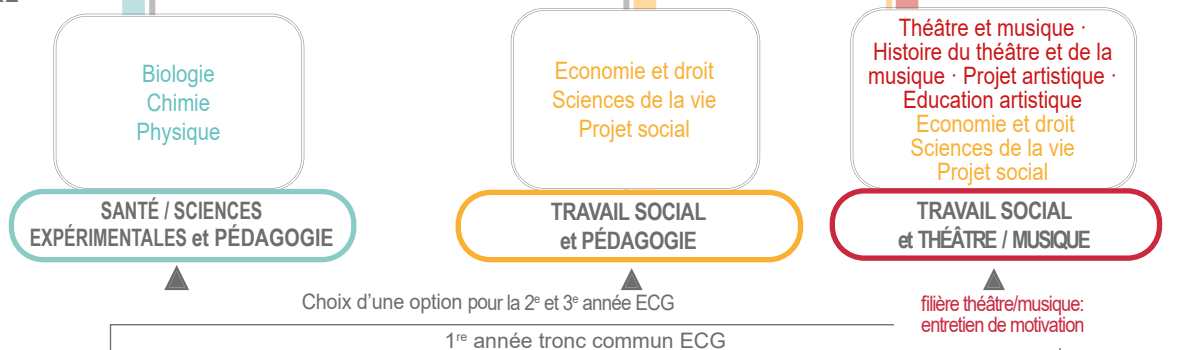 Biologie
Chimie
Physique
SANTÉ / SCIENCES
EXPÉRIMENTALES et PÉDAGOGIE
Economie et droit
Sciences de la vie
Projet social
TRAVAIL SOCIAL
et PÉDAGOGIE
Théâtre et musique ·
Histoire du théâtre et de la
musique · Projet artistique ·
Education artistique
Economie et droit
Sciences de la vie
Projet social
TRAVAIL SOCIAL
et THÉÂTRE / MUSIQUE
Choix d'une option pour la 2e et 3e année ECG
filière théâtre/musique:
entretien de motivation
1re année tronc commun ECG